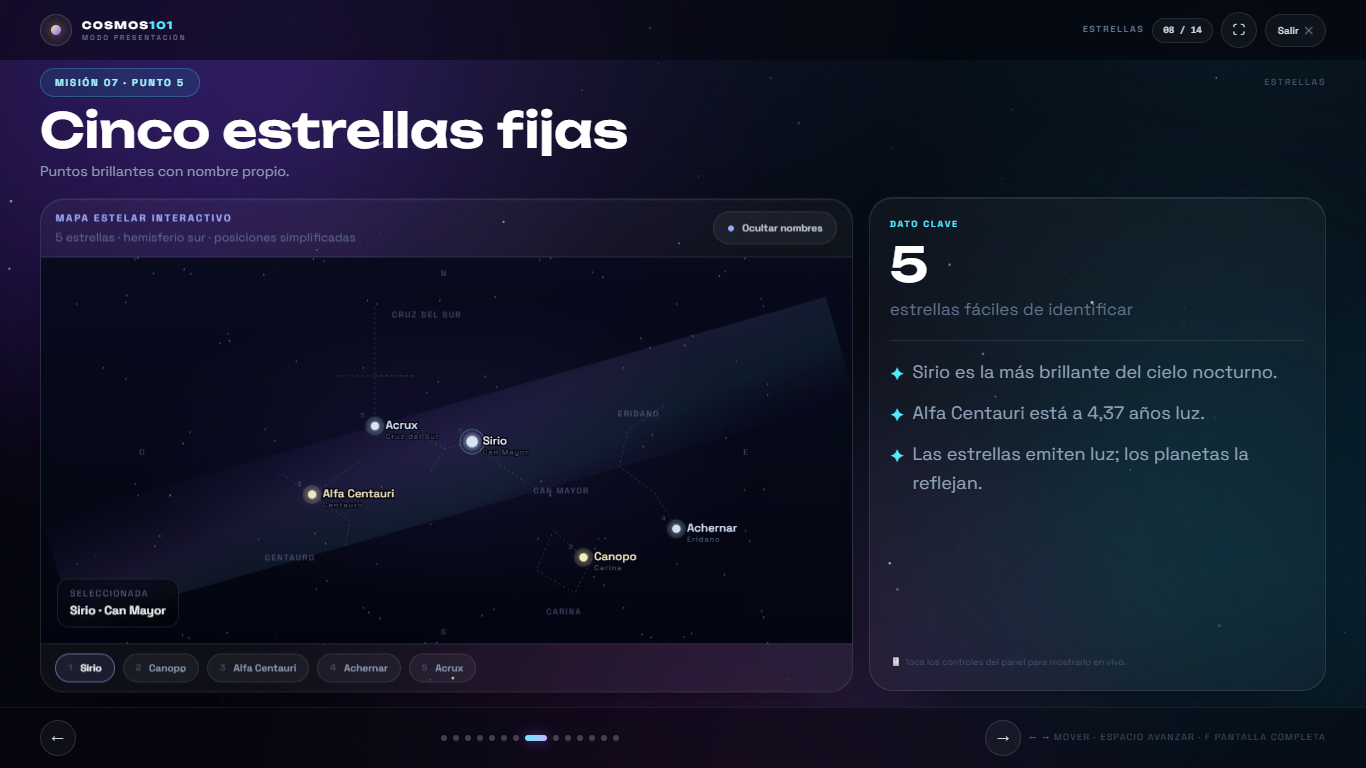 COSMOS101
MODO PRESENTACIÓN
ESTRELLAS
08 / 14
Salir ✕
MISIÓN 07 · PUNTO 5
ESTRELLAS
Cinco estrellas fijas
Puntos brillantes con nombre propio.
MAPA ESTELAR INTERACTIVO
5 estrellas · hemisferio sur · posiciones simplificadas
Ocultar nombres
N
CRUZ DEL SUR
5
Acrux
Cruz del Sur
Sirio
Can Mayor
ERIDANO
O
E
3
Alfa Centauri
Centauro
CAN MAYOR
4
Achernar
Eridano
2
Canopo
Carina
CENTAURO
CARINA
S
SELECCIONADA
Sirio · Can Mayor
1 Sirio
2 Canopo
3 Alfa Centauri
4 Achernar
5 Acrux
DATO CLAVE
5
estrellas fáciles de identificar
✦ Sirio es la más brillante del cielo nocturno.
✦ Alfa Centauri está a 4,37 años luz.
✦ Las estrellas emiten luz; los planetas la
reflejan.
Toca los controles del panel para mostrarlo en vivo.
←
→
← → MOVER · ESPACIO AVANZAR · F PANTALLA COMPLETA